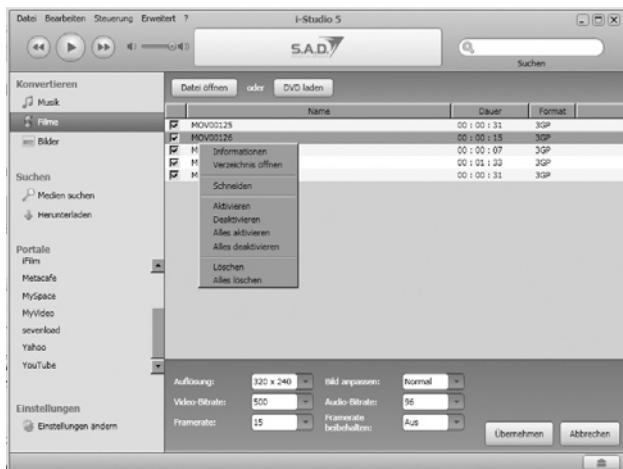 Datei Bearbeiten Steuerung Erweitert ?
i-Studio 5
S.A.D.
Suchen
Konvertieren
Musik
Filme
Bilder
Suchen
Medien suchen
Herunterladen
Portale
iFilm
Metacafe
MySpace
MyVideo
sevenload
Yahoo
YouTube
Einstellungen
Einstellungen ändern
Datei öffnen oder DVD laden
Name Dauer Format
MOV00125 00 : 00 : 31 3GP
MOV00126 00 : 00 : 15 3GP
M 00 : 00 : 07 3GP
M 00 : 01 : 33 3GP
M 00 : 00 : 31 3GP
Informationen
Verzeichnis öffnen
Schneiden
Aktivieren
Deaktivieren
Alles aktivieren
Alles deaktivieren
Löschen
Alles löschen
Auflösung: 320 x 240 Bild anpassen: Normal
Video-Bitrate: 500 Audio-Bitrate: 96
Framerate: 15 Framerate beibehalten: Aus
Übernehmen Abbrechen